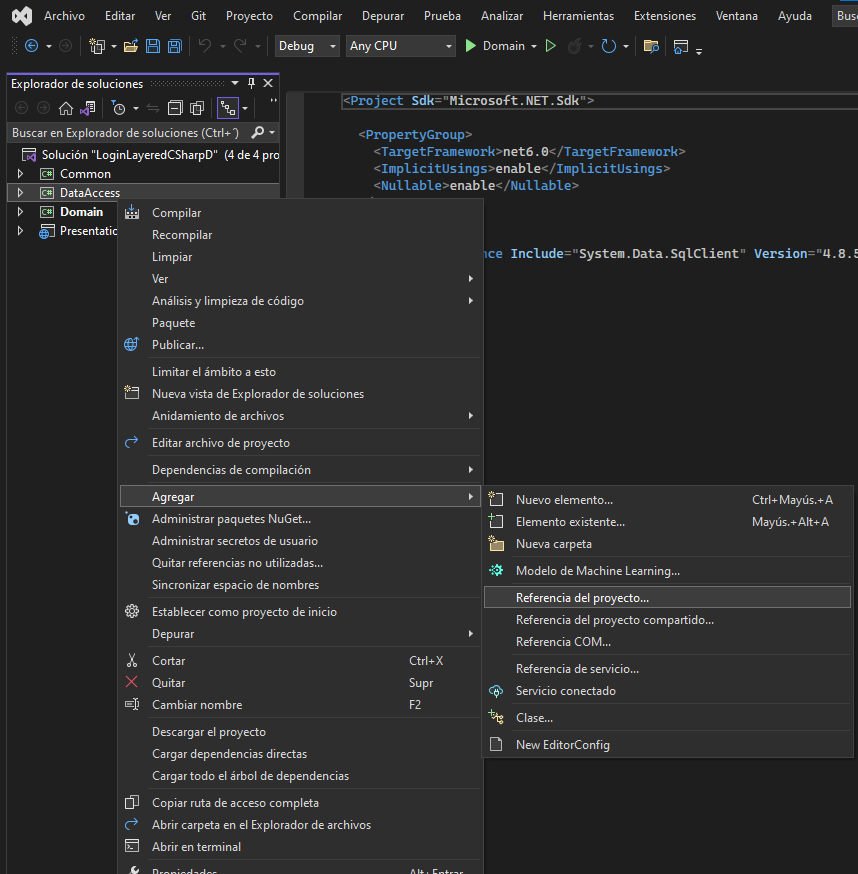 Archivo Editar Ver Git Proyecto Compilar Depurar Prueba Analizar Herramientas Extensiones Ventana Ayuda Busc
Debug Any CPU Domain
Explorador de soluciones
Buscar en Explorador de soluciones (Ctrl+´)
Solución "LoginLayeredCSharpD" (4 de 4 pro
C# Common
C# DataAccess
C# Domain
Presentatio
<Project Sdk="Microsoft.NET.Sdk">
<PropertyGroup>
<TargetFramework>net6.0</TargetFramework>
<ImplicitUsings>enable</ImplicitUsings>
<Nullable>enable</Nullable>
nce Include="System.Data.SqlClient" Version="4.8.5
Compilar
Recompilar
Limpiar
Ver
Análisis y limpieza de código
Paquete
Publicar...
Limitar el ámbito a esto
Nueva vista de Explorador de soluciones
Anidamiento de archivos
Editar archivo de proyecto
Dependencias de compilación
Agregar
Administrar paquetes NuGet...
Administrar secretos de usuario
Quitar referencias no utilizadas...
Sincronizar espacio de nombres
Establecer como proyecto de inicio
Depurar
Cortar Ctrl+X
Quitar Supr
Cambiar nombre F2
Descargar el proyecto
Cargar dependencias directas
Cargar todo el árbol de dependencias
Copiar ruta de acceso completa
Abrir carpeta en el Explorador de archivos
Abrir en terminal
Propiedades Alt+Entrar
Nuevo elemento... Ctrl+Mayús.+A
Elemento existente... Mayús.+Alt+A
Nueva carpeta
Modelo de Machine Learning...
Referencia del proyecto...
Referencia del proyecto compartido...
Referencia COM...
Referencia de servicio...
Servicio conectado
Clase...
New EditorConfig